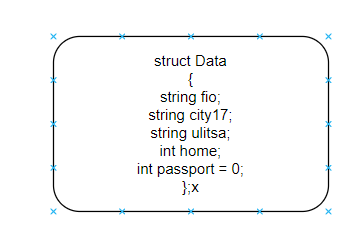 struct Data
{
string fio;
string city17;
string ulitsa;
int home;
int passport = 0;
};x